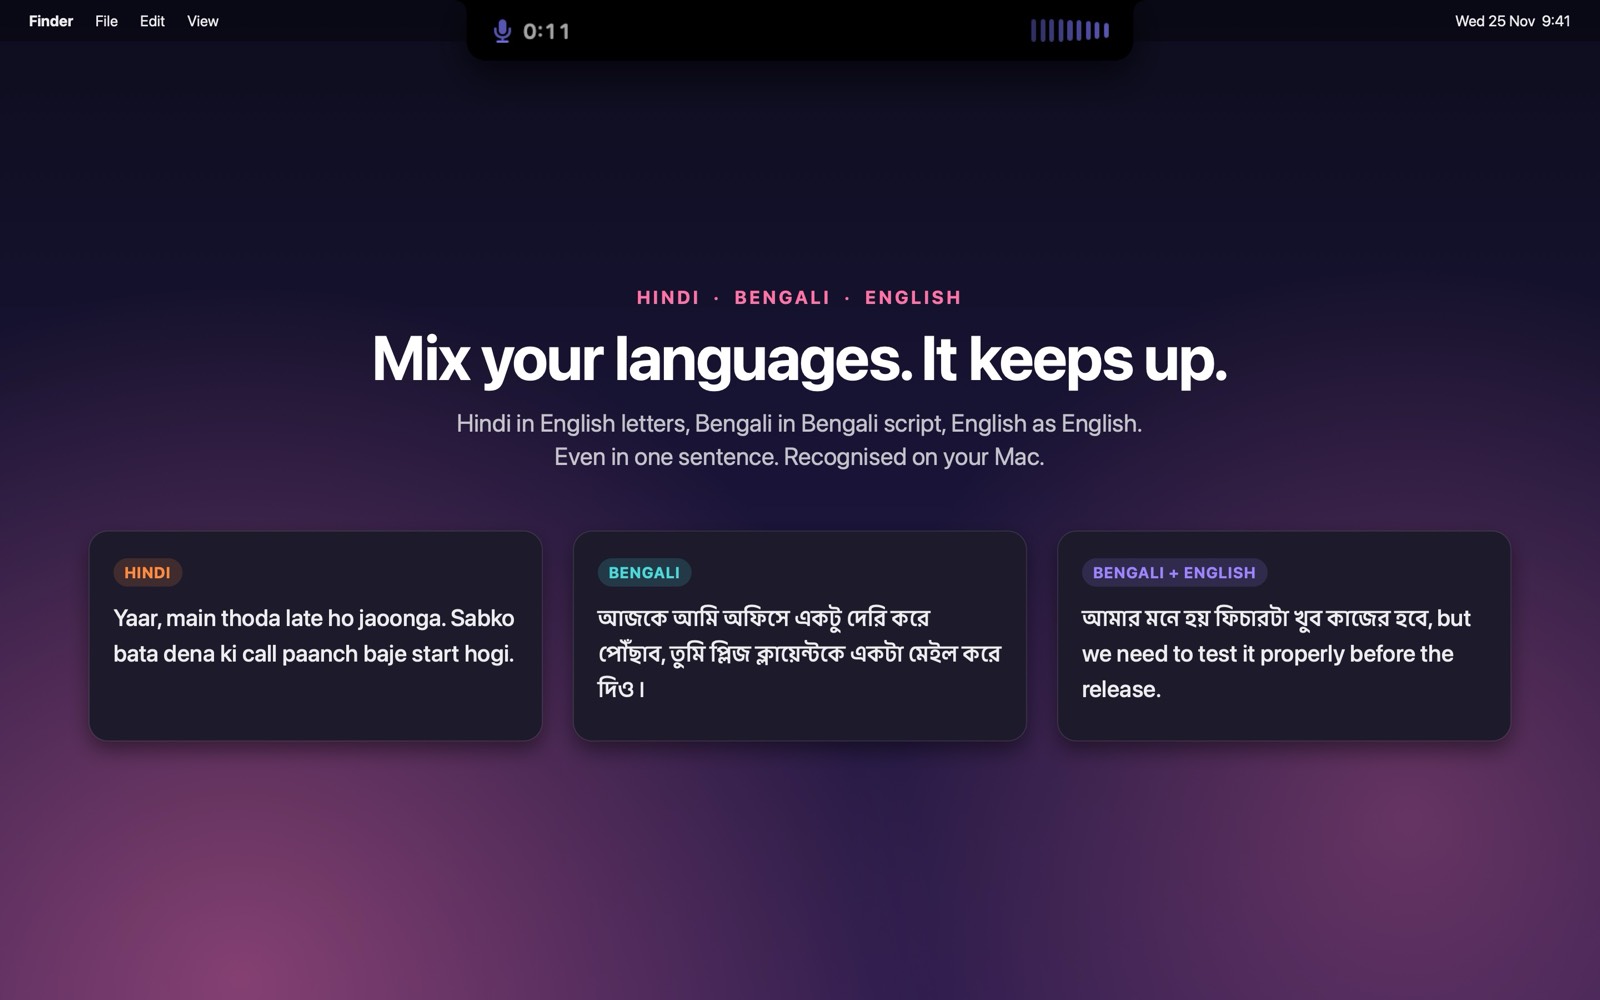 Finder File Edit View
0:11
Wed 25 Nov 9:41
HINDI · BENGALI · ENGLISH
Mix your languages. It keeps up.
Hindi in English letters, Bengali in Bengali script, English as English.
Even in one sentence. Recognised on your Mac.
HINDI
Yaar, main thoda late ho jaoonga. Sabko
bata dena ki call paanch baje start hogi.
BENGALI
আজকে আমি অফিসে একটু দেরি করে
পৌঁছাব, তুমি প্লিজ ক্লায়েন্টকে একটা মেইল করে
দিও।
BENGALI + ENGLISH
আমার মনে হয় ফিচারটা খুব কাজের হবে, but
we need to test it properly before the
release.